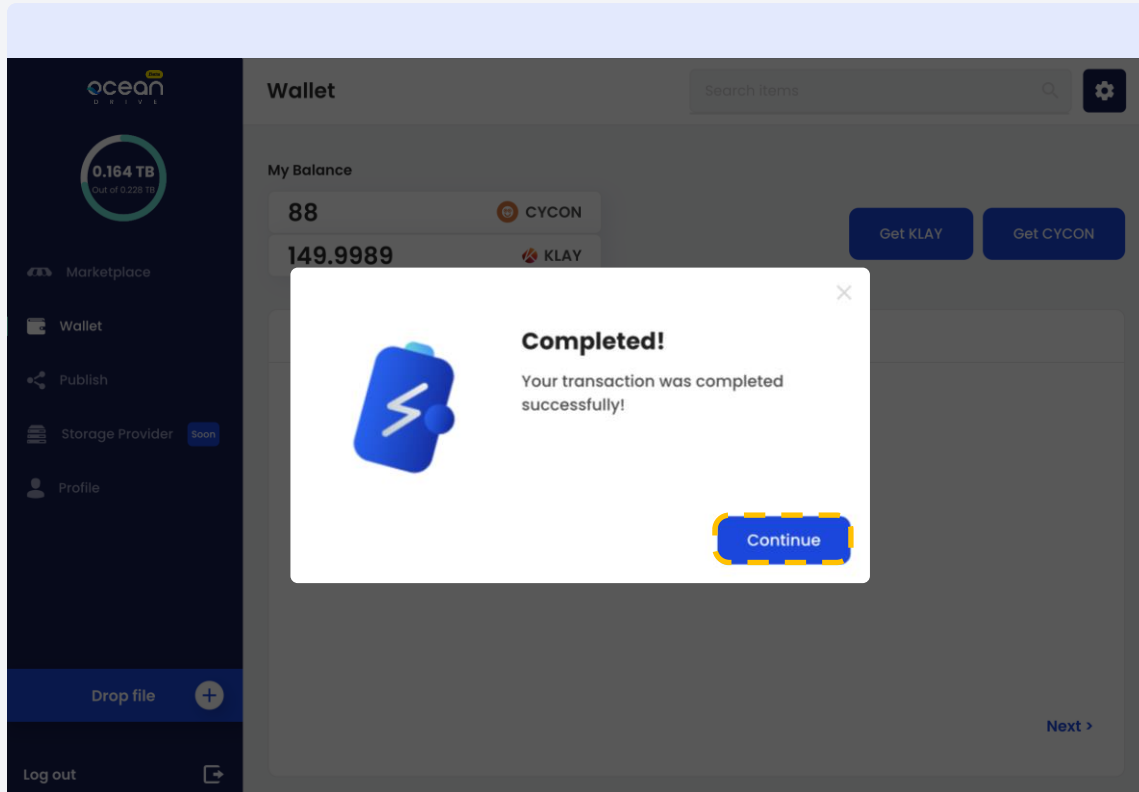 Beta
ocean
DRIVE
0.164 TB
Out of 0.228 TB
Marketplace
Wallet
Publish
Storage Provider Soon
Profile
Drop file
Log out
Wallet
Search items
My Balance
88 CYCON
149.9989 KLAY
Get KLAY Get CYCON
Completed!
Your transaction was completed
successfully!
Continue
Next >